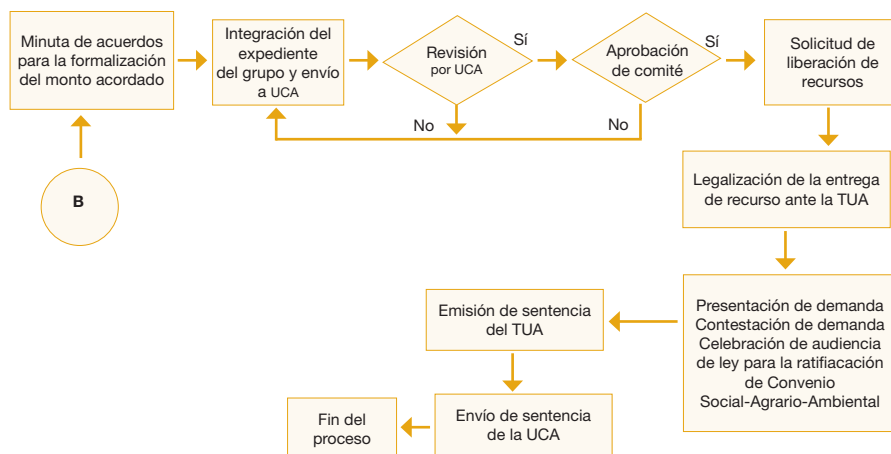 Minuta de acuerdos
para la formalización
del monto acordado
Integración del
expediente
del grupo y envío
a UCA
Revisión
por UCA
Sí
Aprobación
de comité
Sí
Solicitud de
liberación de
recursos
No
No
B
Legalización de la entrega
de recurso ante la TUA
Presentación de demanda
Contestación de demanda
Celebración de audiencia
de ley para la ratifiacación
de Convenio
Social-Agrario-Ambiental
Emisión de sentencia
del TUA
Envío de sentencia
de la UCA
Fin del
proceso